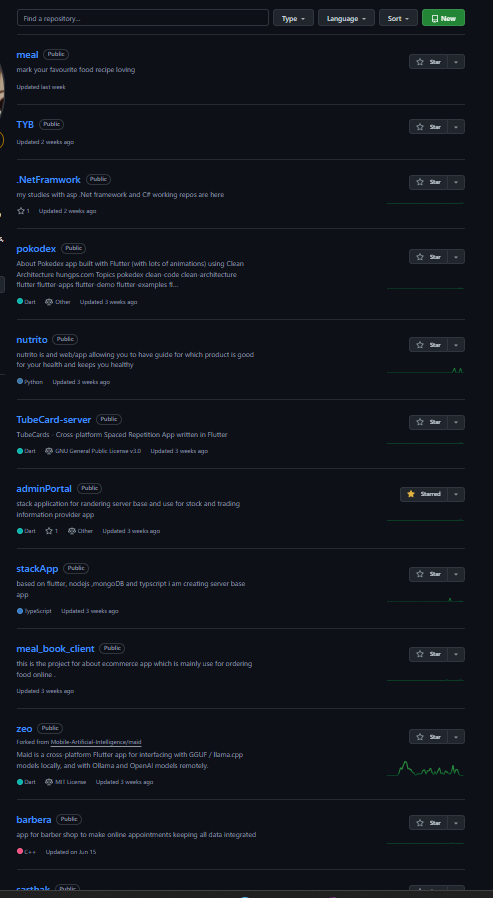 Find a repository...
Type
Language
Sort
New
meal Public
Star
mark your favourite food recipe loving
Updated last week
TYB Public
Star
Updated 2 weeks ago
.NetFramwork Public
Star
my studies with asp .Net framework and C# working repos are here
1 Updated 2 weeks ago
pokodex Public
Star
About Pokedex app built with Flutter (with lots of animations) using Clean
Architecture hungps.com Topics pokedex clean-code clean-architecture
flutter flutter-apps flutter-demo flutter-examples fl...
Dart Other Updated 3 weeks ago
nutrito Public
Star
nutrito is and web/app allowing you to have guide for which product is good
for your health and keeps you healthy
Python Updated 3 weeks ago
TubeCard-server Public
Star
TubeCards - Cross-platform Spaced Repetition App written in Flutter
Dart GNU General Public License v3.0 Updated 3 weeks ago
adminPortal Public
Starred
stack application for randering server base and use for stock and trading
information provider app
Dart 1 Other Updated 3 weeks ago
stackApp Public
Star
based on flutter, nodejs ,mongoDB and typscript i am creating server base
app
TypeScript Updated 3 weeks ago
meal_book_client Public
Star
this is the project for about ecommerce app which is mainly use for ordering
food online .
Updated 3 weeks ago
zeo Public
Star
Forked from Mobile-Artificial-Intelligence/maid
Maid is a cross-platform Flutter app for interfacing with GGUF / llama.cpp
models locally, and with Ollama and OpenAI models remotely.
Dart MIT License Updated 3 weeks ago
barbera Public
Star
app for barber shop to make online appointments keeping all data integrated
C++ Updated on Jun 15
sarthak Public